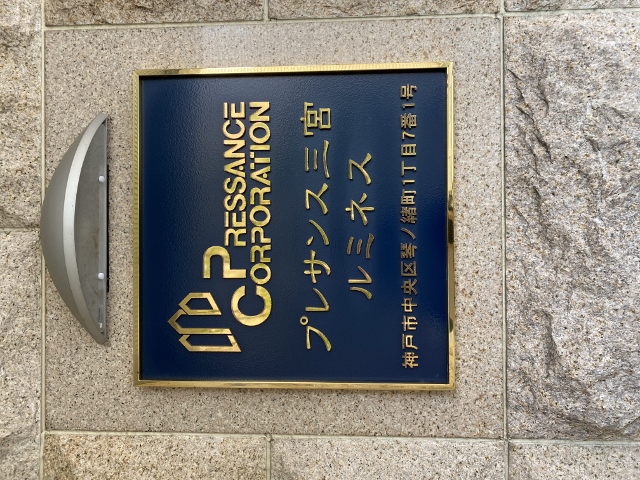 PRESSANCE
CORPORATION
プレサンス三宮
ルミネス
神戸市中央区琴ノ緒町1丁目7番1号